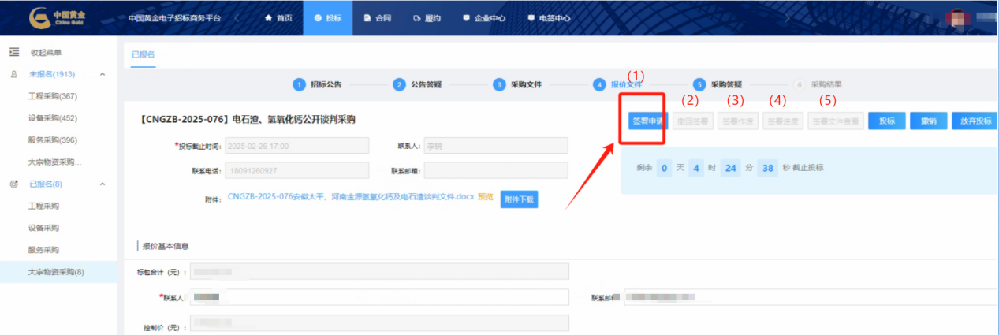 中国黄金
China Gold
中国黄金电子招标商务平台 首页 投标 合同 履约 企业中心 电签中心
收起菜单
已报名
未报名(1913)
工程采购(367)
设备采购(452)
服务采购(396)
大宗物资采购...
已报名(8)
工程采购
设备采购
服务采购
大宗物资采购(8)
1 招标公告 2 公告答疑 3 采购文件 4 报价文件 5 采购答疑 6 采购结果
(1)
(2) (3) (4) (5)
【CNGZB-2025-076】电石渣、氢氧化钙公开谈判采购
签署申请 撤回签署 签署作废 签署进度 签署文件查看 投标 撤销 放弃投标
*投标截止时间: 2025-02-26 17:00 联系人: 李锐
剩余 0 天 4 时 24 分 38 秒 截止投标
联系电话: 18091260927 联系邮箱:
附件: CNGZB-2025-076安徽太平、河南金源氢氧化钙及电石渣谈判文件.docx 预览 附件下载
报价基本信息
标包合计（元）:
*联系人: 联系邮箱
控制价（元）: